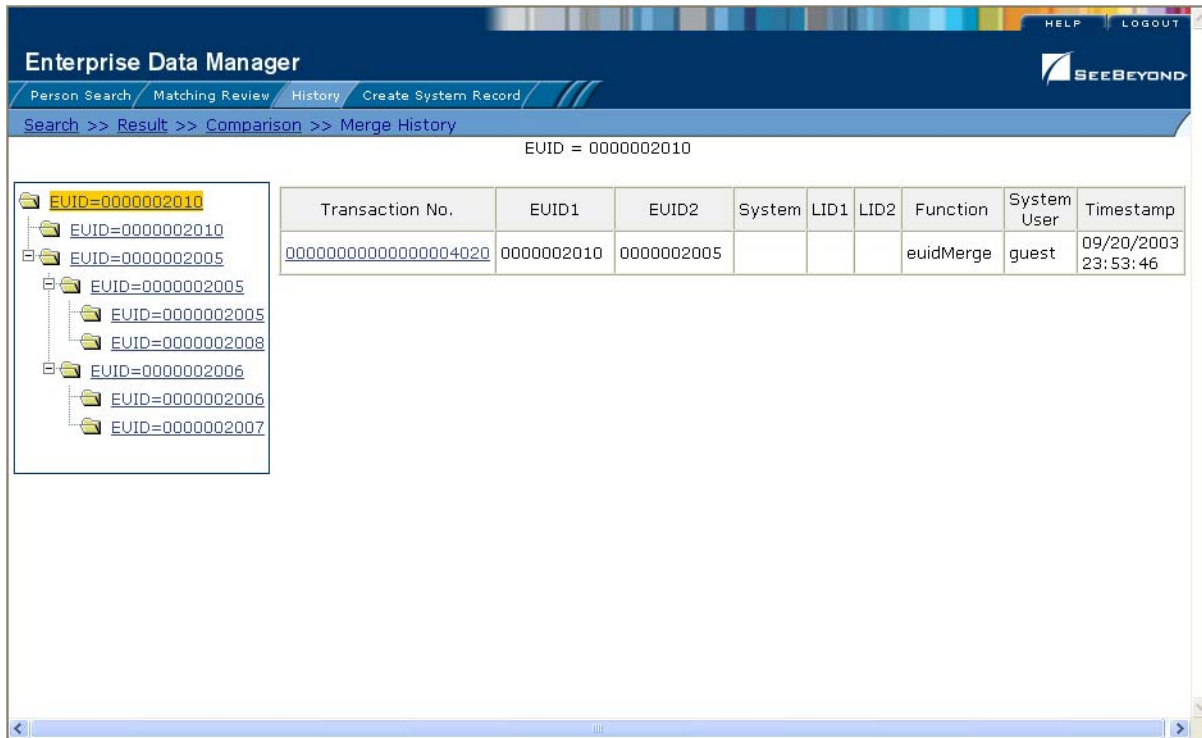 HELP LOGOUT
Enterprise Data Manager
SEEBEYOND
Person Search Matching Review History Create System Record
Search >> Result >> Comparison >> Merge History
EUID = 0000002010
EUID=0000002010
EUID=0000002010
EUID=0000002005
EUID=0000002005
EUID=0000002005
EUID=0000002008
EUID=0000002006
EUID=0000002006
EUID=0000002007
Transaction No. EUID1 EUID2 System LID1 LID2 Function System User Timestamp
00000000000000004020 0000002010 0000002005 euidMerge guest 09/20/2003 23:53:46